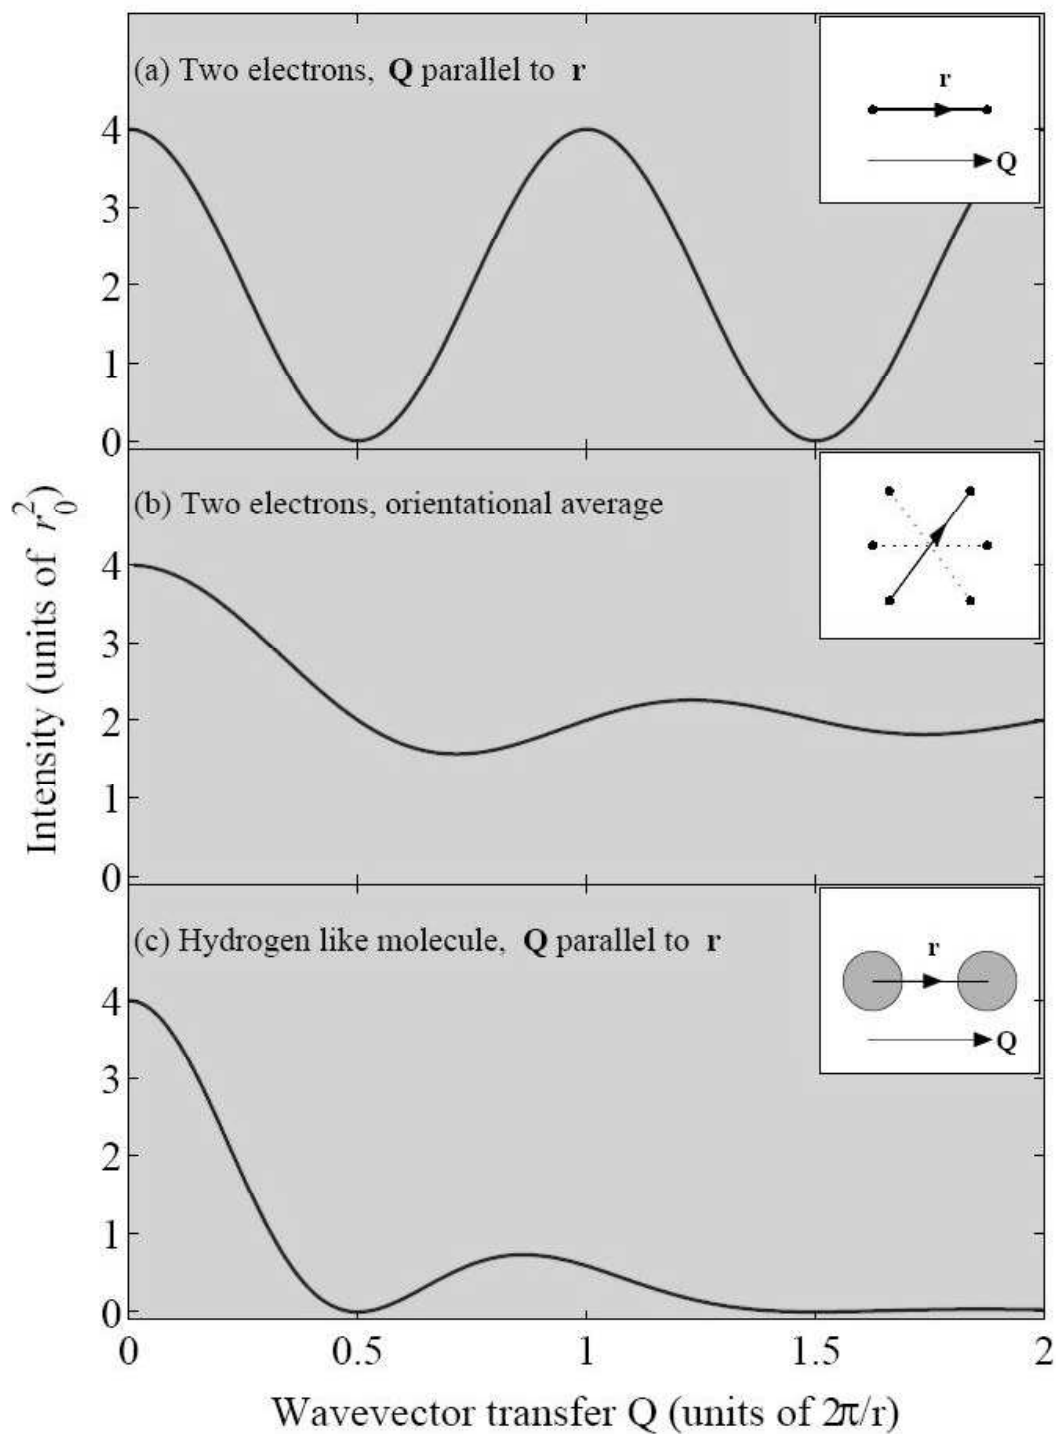 (a) Two electrons, Q parallel to r
r
Q
4
3
2
1
0
(b) Two electrons, orientational average
4
3
2
1
0
(c) Hydrogen like molecule, Q parallel to r
r
Q
4
3
2
1
0
Intensity (units of r₀²)
0 0.5 1 1.5 2
Wavevector transfer Q (units of 2π/r)